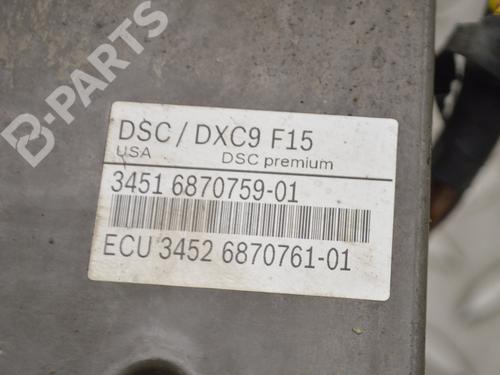 B-PARTS
DSC / DXC9 F15
USA DSC premium
3451 6870759-01
ECU 3452 6870761-01